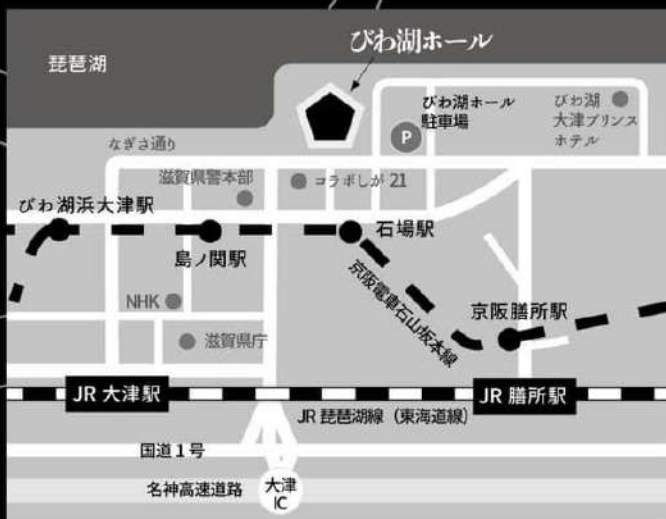 びわ湖ホール
琵琶湖
びわ湖ホール
駐車場
P
びわ湖
大津プリンス
ホテル
なぎさ通り
滋賀県警本部
コラボしが 21
びわ湖浜大津駅
島ノ関駅
石場駅
京阪電車石山坂本線
京阪膳所駅
NHK
滋賀県庁
JR 大津駅
JR 膳所駅
JR 琵琶湖線（東海道線）
国道 1 号
名神高速道路
大津
IC